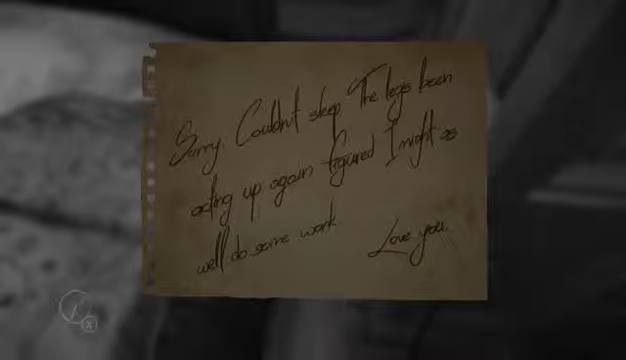 Sorry. Couldn't sleep The legs been
acting up again figured I might as
well do some work
Love you.
X